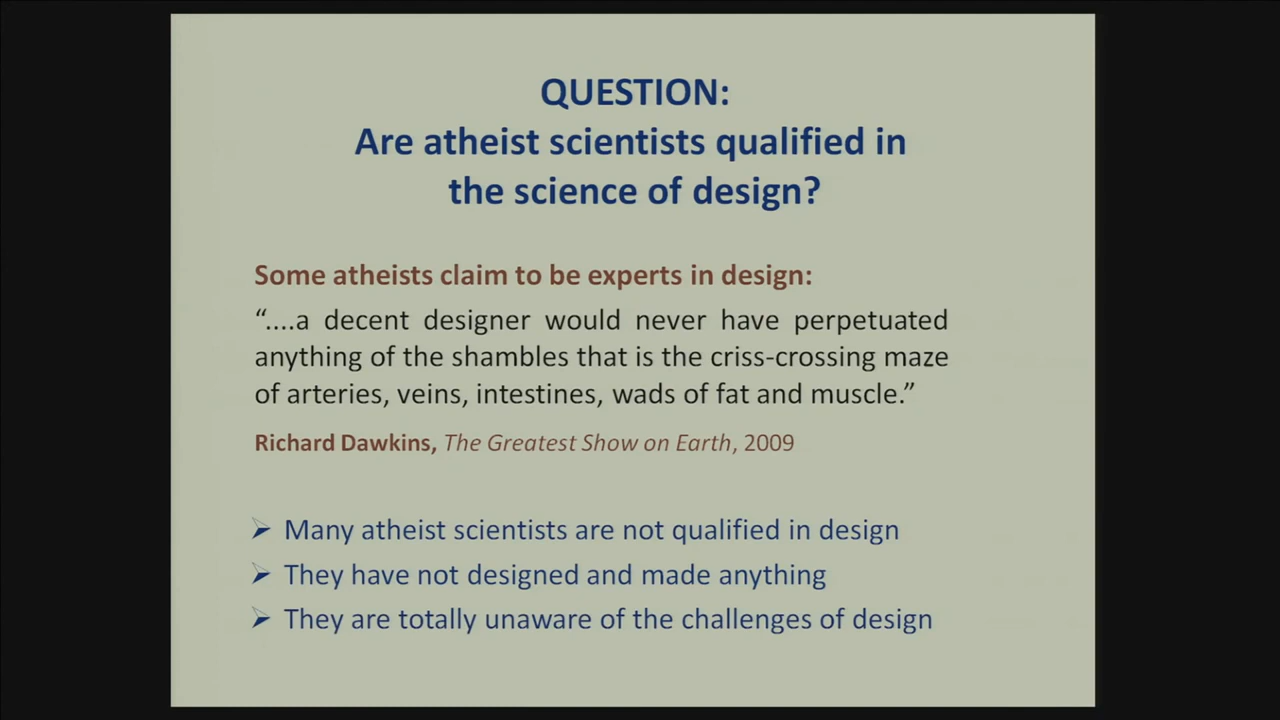 QUESTION:
Are atheist scientists qualified in
the science of design?
Some atheists claim to be experts in design:
“....a decent designer would never have perpetuated
anything of the shambles that is the criss-crossing maze
of arteries, veins, intestines, wads of fat and muscle.”
Richard Dawkins, The Greatest Show on Earth, 2009
➢ Many atheist scientists are not qualified in design
➢ They have not designed and made anything
➢ They are totally unaware of the challenges of design